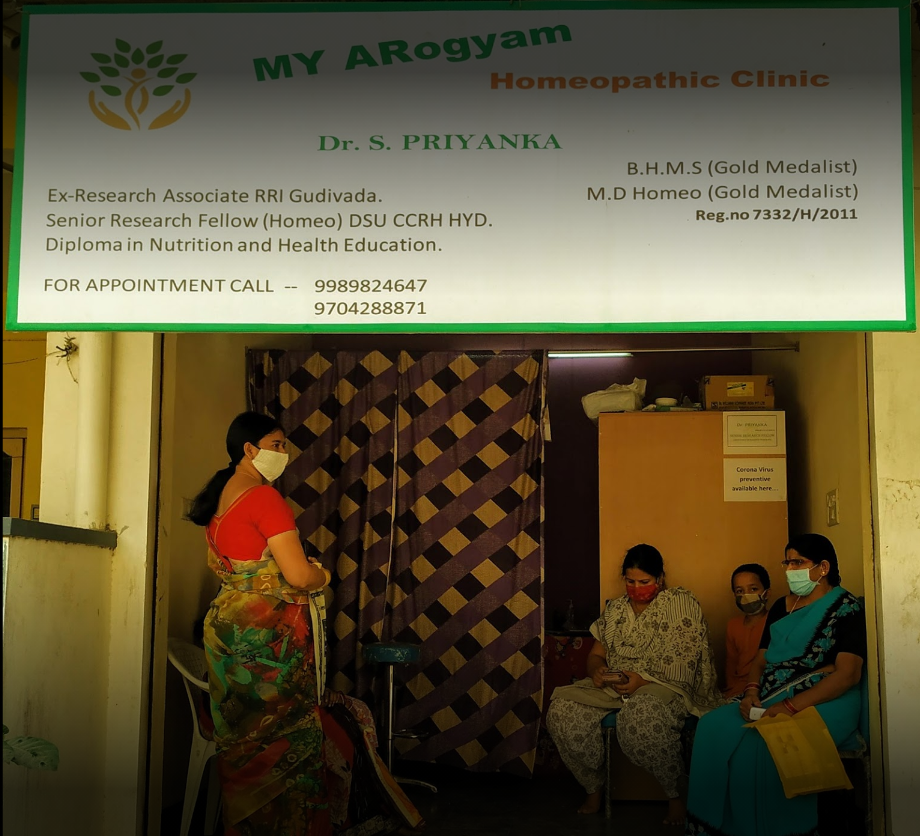 MY ARogyam
Homeopathic Clinic
Dr. S. PRIYANKA
B.H.M.S (Gold Medalist)
M.D Homeo (Gold Medalist)
Reg.no 7332/H/2011
Ex-Research Associate RRI Gudivada.
Senior Research Fellow (Homeo) DSU CCRH HYD.
Diploma in Nutrition and Health Education.
FOR APPOINTMENT CALL -- 9989824647
9704288871
Dr. PRIYANKA
Corona Virus
preventive
available here...